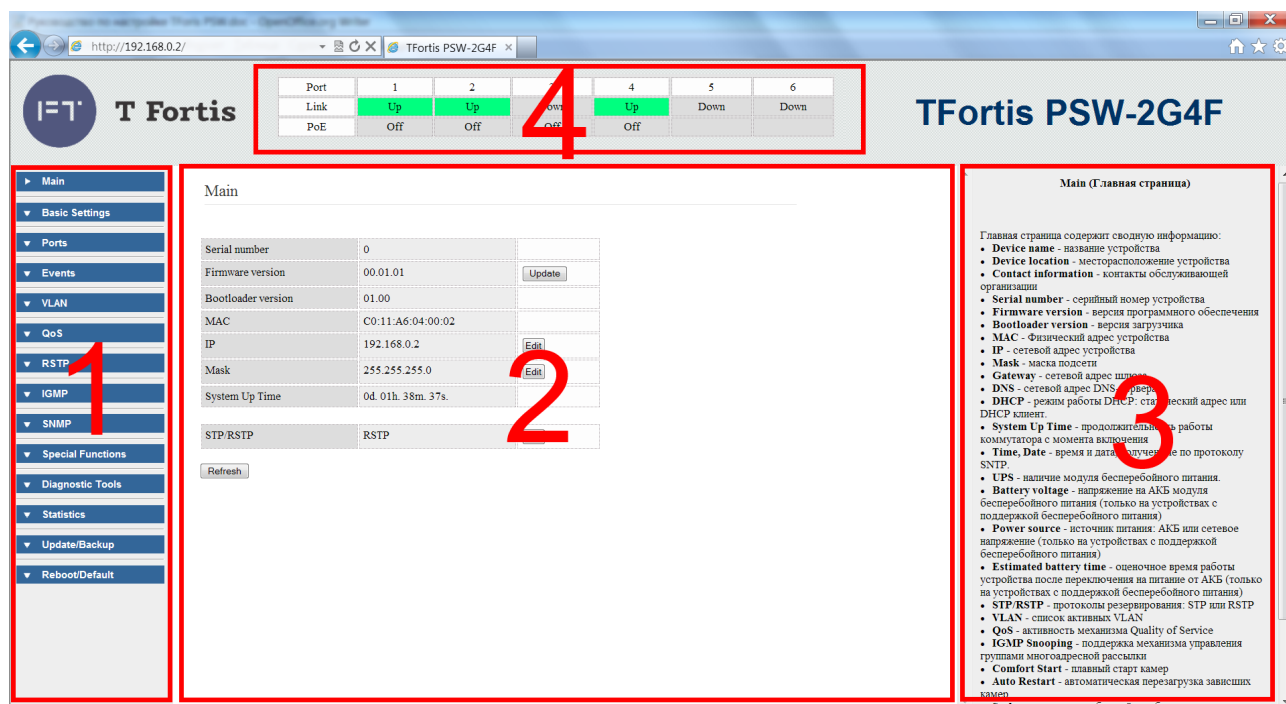 Руководство по настройке TFortis PSW.doc - OpenOffice.org Writer
http://192.168.0.2/
TFortis PSW-2G4F
T Fortis
Port 1 2 4 5 6
Link Up Up Up Down Down
PoE Off Off Off Off
4
TFortis PSW-2G4F
Main
Basic Settings
Ports
Events
VLAN
QoS
RSTP
IGMP
SNMP
Special Functions
Diagnostic Tools
Statistics
Update/Backup
Reboot/Default
1
Main
Serial number 0
Firmware version 00.01.01 Update
Bootloader version 01.00
MAC C0:11:A6:04:00:02
IP 192.168.0.2 Edit
Mask 255.255.255.0 Edit
System Up Time 0d. 01h. 38m. 37s.
STP/RSTP RSTP
Refresh
2
Main (Главная страница)
Главная страница содержит сводную информацию:
• Device name - название устройства
• Device location - месторасположение устройства
• Contact information - контакты обслуживающей
организации
• Serial number - серийный номер устройства
• Firmware version - версия программного обеспечения
• Bootloader version - версия загрузчика
• MAC - Физический адрес устройства
• IP - сетевой адрес устройства
• Mask - маска подсети
• Gateway - сетевой адрес шлюза
• DNS - сетевой адрес DNS-сервера
• DHCP - режим работы DHCP: статический адрес или
DHCP клиент.
• System Up Time - продолжительность работы
коммутатора с момента включения
• Time, Date - время и дата, полученные по протоколу
SNTP.
• UPS - наличие модуля бесперебойного питания.
• Battery voltage - напряжение на АКБ модуля
бесперебойного питания (только на устройствах с
поддержкой бесперебойного питания)
• Power source - источник питания: АКБ или сетевое
напряжение (только на устройствах с поддержкой
бесперебойного питания)
• Estimated battery time - оценочное время работы
устройства после переключения на питание от АКБ (только
на устройствах с поддержкой бесперебойного питания)
• STP/RSTP - протоколы резервирования: STP или RSTP
• VLAN - список активных VLAN
• QoS - активность механизма Quality of Service
• IGMP Snooping - поддержка механизма управления
группами многоадресной рассылки
• Comfort Start - плавный старт камер
• Auto Restart - автоматическая перезагрузка зависших
камер
3